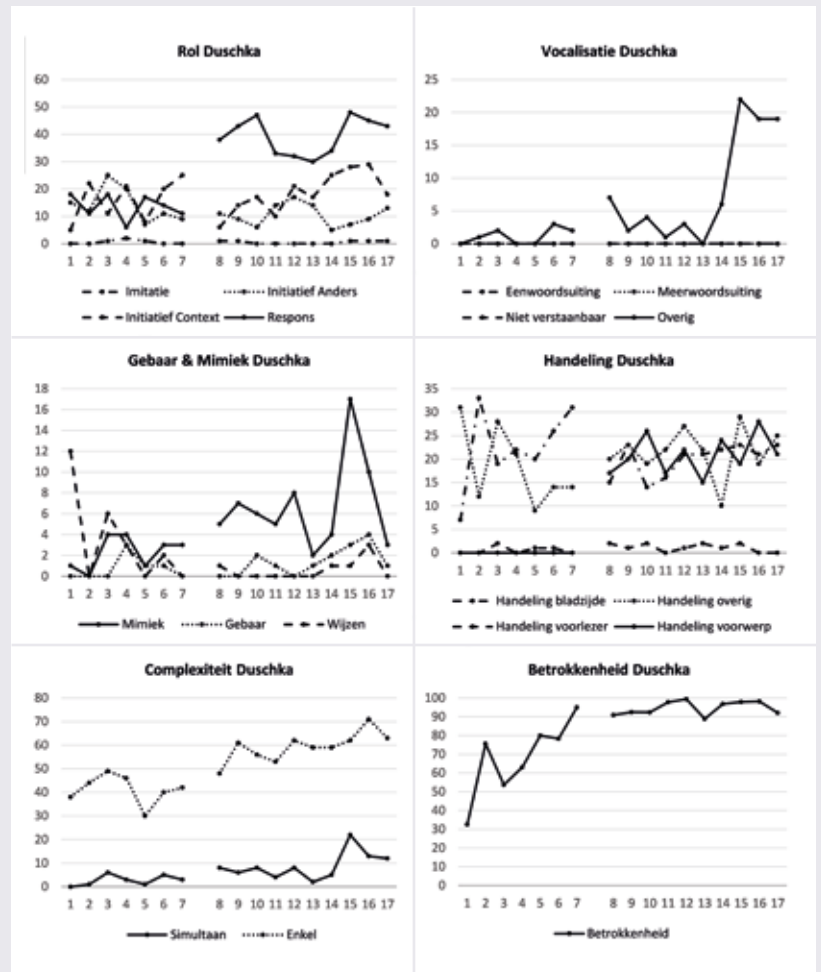 Rol Duschka
60
50
40
30
20
10
0
1 2 3 4 5 6 7 8 9 10 11 12 13 14 15 16 17
Imitatie Initiatief Anders
Initiatief Context Respons
Vocalisatie Duschka
25
20
15
10
5
0
1 2 3 4 5 6 7 8 9 10 11 12 13 14 15 16 17
Eenwoordsuiting Meerwoordsuiting
Niet verstaanbaar Overig
Gebaar & Mimiek Duschka
18
16
14
12
10
8
6
4
2
0
1 2 3 4 5 6 7 8 9 10 11 12 13 14 15 16 17
Mimiek Gebaar Wijzen
Handeling Duschka
35
30
25
20
15
10
5
0
1 2 3 4 5 6 7 8 9 10 11 12 13 14 15 16 17
Handeling bladzijde Handeling overig
Handeling voorlezer Handeling voorwerp
Complexiteit Duschka
80
70
60
50
40
30
20
10
0
1 2 3 4 5 6 7 8 9 10 11 12 13 14 15 16 17
Simultaan Enkel
Betrokkenheid Duschka
100
90
80
70
60
50
40
30
20
10
0
1 2 3 4 5 6 7 8 9 10 11 12 13 14 15 16 17
Betrokkenheid